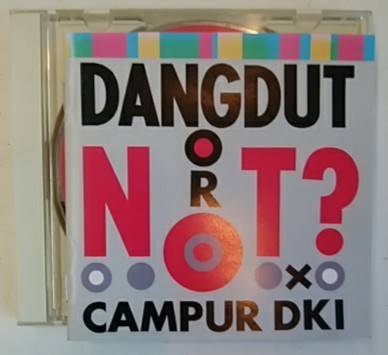 DANGDUT
OR
NOT?
CAMPUR DKI